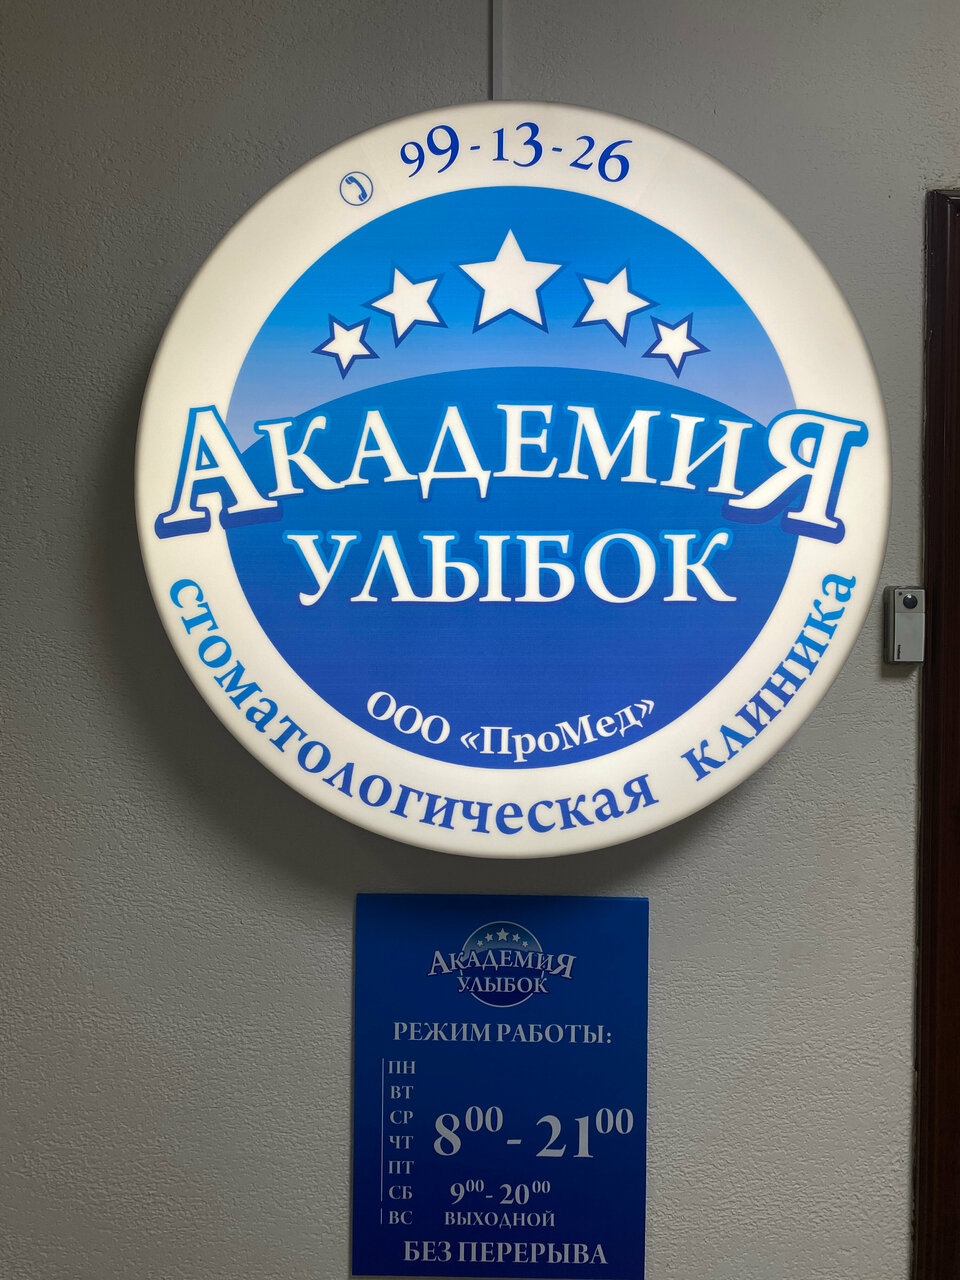 99-13-26
АКАДЕМИЯ
УЛЫБОК
ООО «ПроМед»
стоматологическая клиника
АКАДЕМИЯ
УЛЫБОК
РЕЖИМ РАБОТЫ:
ПН
ВТ
СР
ЧТ
8⁰⁰ - 21⁰⁰
ПТ
СБ 9⁰⁰ - 20⁰⁰
ВС ВЫХОДНОЙ
БЕЗ ПЕРЕРЫВА